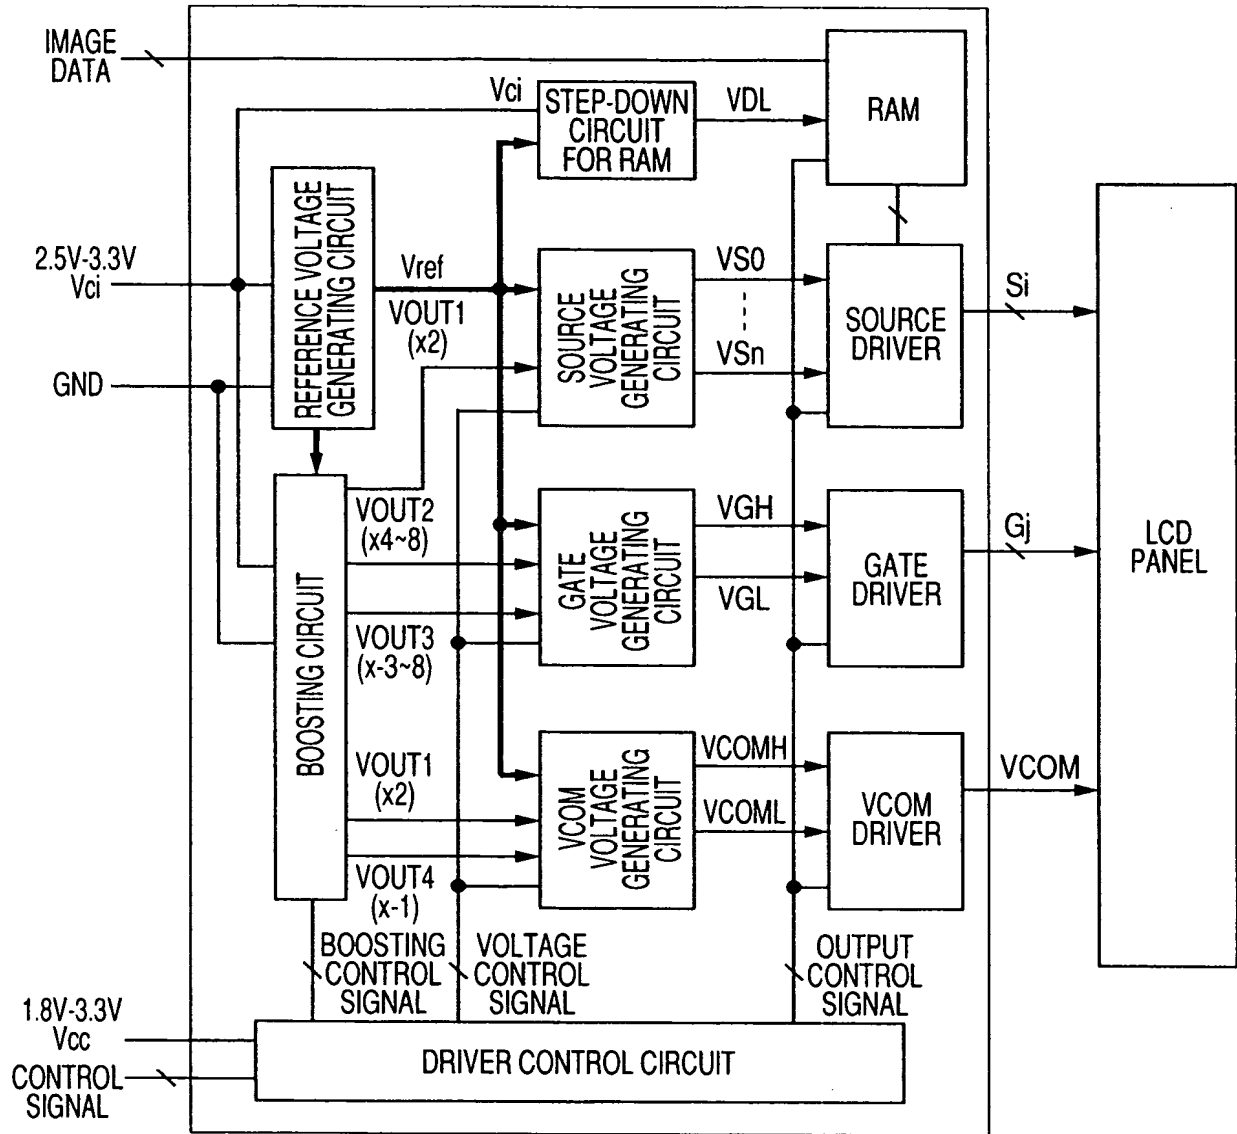 IMAGE
DATA
RAM
Vci
STEP-DOWN
CIRCUIT
FOR RAM
VDL
2.5V-3.3V
Vci
GND
REFERENCE VOLTAGE
GENERATING CIRCUIT
Vref
VOUT1
(x2)
SOURCE
VOLTAGE
GENERATING
CIRCUIT
VS0
VSn
SOURCE
DRIVER
Si
BOOSTING CIRCUIT
VOUT2
(x4~8)
VOUT3
(x-3~8)
GATE
VOLTAGE
GENERATING
CIRCUIT
VGH
VGL
GATE
DRIVER
Gj
LCD
PANEL
VOUT1
(x2)
VOUT4
(x-1)
VCOM
VOLTAGE
GENERATING
CIRCUIT
VCOMH
VCOML
VCOM
DRIVER
VCOM
BOOSTING
CONTROL
SIGNAL
VOLTAGE
CONTROL
SIGNAL
OUTPUT
CONTROL
SIGNAL
1.8V-3.3V
Vcc
CONTROL
SIGNAL
DRIVER CONTROL CIRCUIT